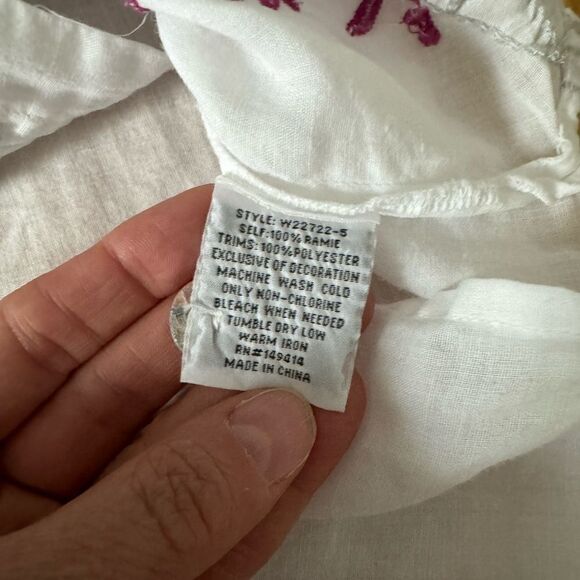 STYLE: W22722-5
SELF:100% RAMIE
TRIMS:100%POLYESTER
EXCLUSIVE OF DECORATION
MACHINE WASH COLD
ONLY NON-CHLORINE
BLEACH WHEN NEEDED
TUMBLE DRY LOW
WARM IRON
RN#149414
MADE IN CHINA